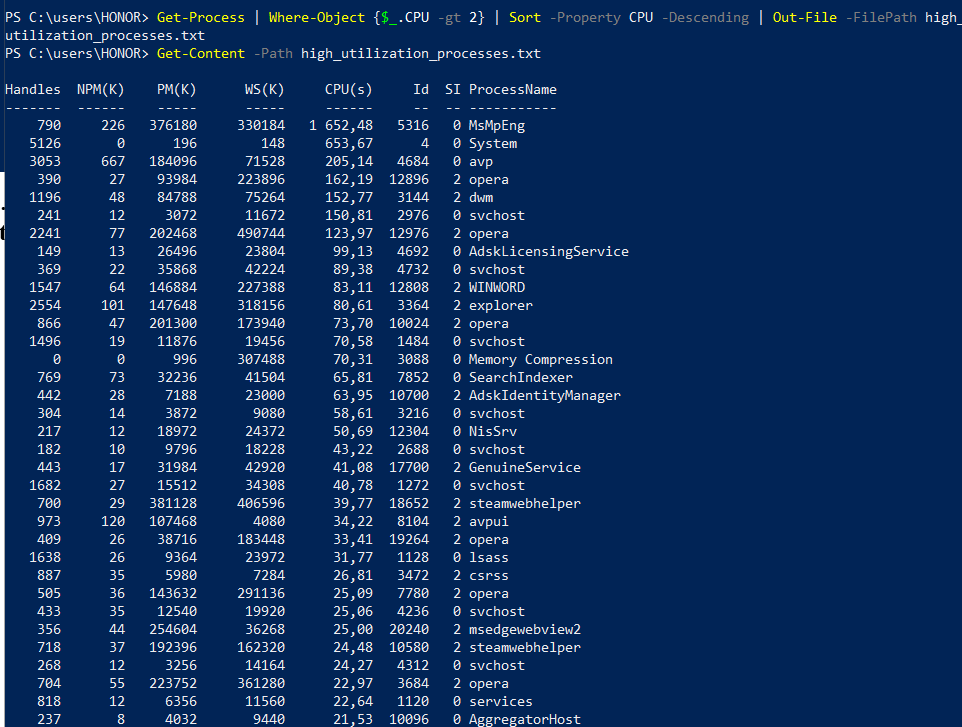 PS C:\users\HONOR> Get-Process | Where-Object {$_.CPU -gt 2} | Sort -Property CPU -Descending | Out-File -FilePath high_
utilization_processes.txt
PS C:\users\HONOR> Get-Content -Path high_utilization_processes.txt
Handles NPM(K) PM(K) WS(K) CPU(s) Id SI ProcessName
------- ------ ----- ----- ------ -- -- -----------
790 226 376180 330184 1 652,48 5316 0 MsMpEng
5126 0 196 148 653,67 4 0 System
3053 667 184096 71528 205,14 4684 0 avp
390 27 93984 223896 162,19 12896 2 opera
1196 48 84788 75264 152,77 3144 2 dwm
241 12 3072 11672 150,81 2976 0 svchost
2241 77 202468 490744 123,97 12976 2 opera
149 13 26496 23804 99,13 4692 0 AdskLicensingService
369 22 35868 42224 89,38 4732 0 svchost
1547 64 146884 227388 83,11 12808 2 WINWORD
2554 101 147648 318156 80,61 3364 2 explorer
866 47 201300 173940 73,70 10024 2 opera
1496 19 11876 19456 70,58 1484 0 svchost
0 0 996 307488 70,31 3088 0 Memory Compression
769 73 32236 41504 65,81 7852 0 SearchIndexer
442 28 7188 23000 63,95 10700 2 AdskIdentityManager
304 14 3872 9080 58,61 3216 0 svchost
217 12 18972 24372 50,69 12304 0 NisSrv
182 10 9796 18228 43,22 2688 0 svchost
443 17 31984 42920 41,08 17700 2 GenuineService
1682 27 15512 34308 40,78 1272 0 svchost
700 29 381128 406596 39,77 18652 2 steamwebhelper
973 120 107468 4080 34,22 8104 2 avpui
409 26 38716 183448 33,41 19264 2 opera
1638 26 9364 23972 31,77 1128 0 lsass
887 35 5980 7284 26,81 3472 2 csrss
505 36 143632 291136 25,09 7780 2 opera
433 35 12540 19920 25,06 4236 0 svchost
356 44 254604 36268 25,00 20240 2 msedgewebview2
718 37 192396 162320 24,48 10580 2 steamwebhelper
268 12 3256 14164 24,27 4312 0 svchost
704 55 223752 361280 22,97 3684 2 opera
818 12 6356 11560 22,64 1120 0 services
237 8 4032 9440 21,53 10096 0 AggregatorHost